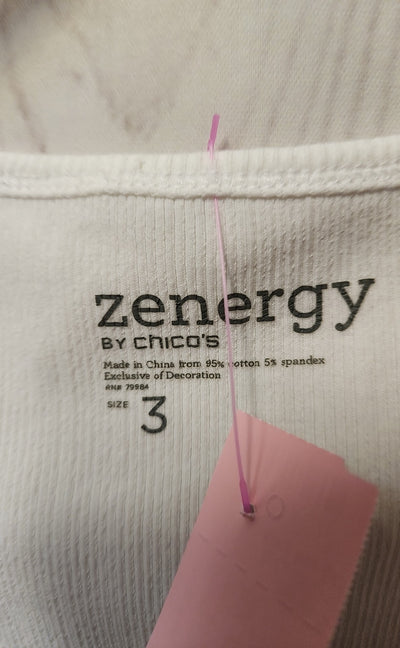 zenergy
BY CHICO'S
Made in China from 95% cotton 5% spandex
Exclusive of Decoration
RN# 79984
SIZE 3